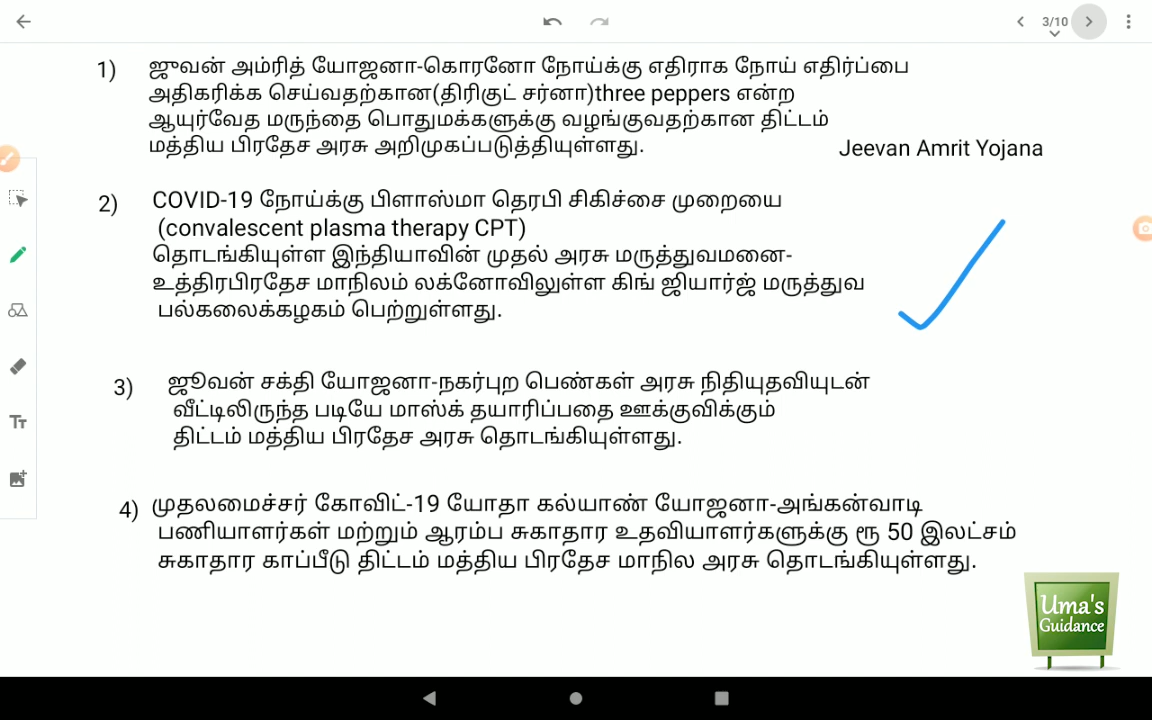 3/10
1) ஜுவன் அம்ரித் யோஜனா-கொரனோ நோய்க்கு எதிராக நோய் எதிர்ப்பை
அதிகரிக்க செய்வதற்கான(திரிகுட் சர்னா)three peppers என்ற
ஆயுர்வேத மருந்தை பொதுமக்களுக்கு வழங்குவதற்கான திட்டம்
மத்திய பிரதேச அரசு அறிமுகப்படுத்தியுள்ளது.
Jeevan Amrit Yojana
2) COVID-19 நோய்க்கு பிளாஸ்மா தெரபி சிகிச்சை முறையை
(convalescent plasma therapy CPT)
தொடங்கியுள்ள இந்தியாவின் முதல் அரசு மருத்துவமனை-
உத்திரபிரதேச மாநிலம் லக்னோவிலுள்ள கிங் ஜியார்ஜ் மருத்துவ
பல்கலைக்கழகம் பெற்றுள்ளது.
3) ஜூவன் சக்தி யோஜனா-நகர்புற பெண்கள் அரசு நிதியுதவியுடன்
வீட்டிலிருந்த படியே மாஸ்க் தயாரிப்பதை ஊக்குவிக்கும்
திட்டம் மத்திய பிரதேச அரசு தொடங்கியுள்ளது.
4) முதலமைச்சர் கோவிட்-19 யோதா கல்யாண் யோஜனா-அங்கன்வாடி
பணியாளர்கள் மற்றும் ஆரம்ப சுகாதார உதவியாளர்களுக்கு ரூ 50 இலட்சம்
சுகாதார காப்பீடு திட்டம் மத்திய பிரதேச மாநில அரசு தொடங்கியுள்ளது.
Uma's
Guidance
Tт